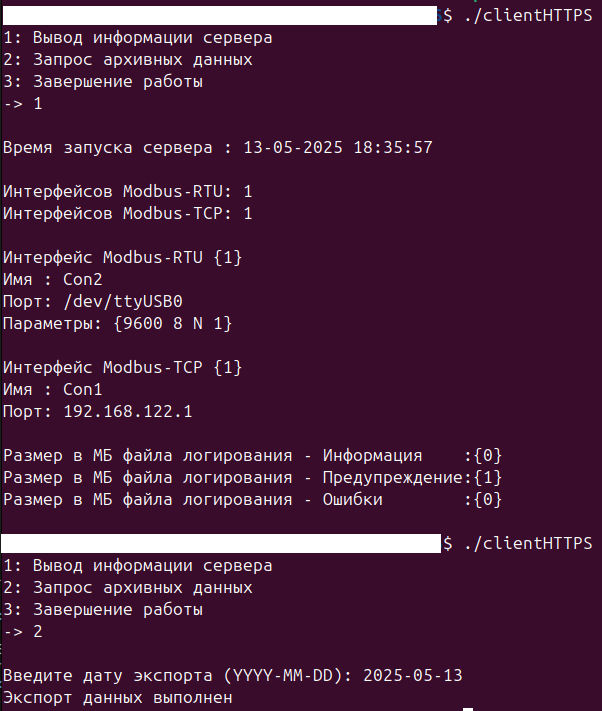 $ ./clientHTTPS
1: Вывод информации сервера
2: Запрос архивных данных
3: Завершение работы
-> 1
Время запуска сервера : 13-05-2025 18:35:57
Интерфейсов Modbus-RTU: 1
Интерфейсов Modbus-TCP: 1
Интерфейс Modbus-RTU {1}
Имя : Con2
Порт: /dev/ttyUSB0
Параметры: {9600 8 N 1}
Интерфейс Modbus-TCP {1}
Имя : Con1
Порт: 192.168.122.1
Размер в МБ файла логирования - Информация    :{0}
Размер в МБ файла логирования - Предупреждение:{1}
Размер в МБ файла логирования - Ошибки        :{0}
$ ./clientHTTPS
1: Вывод информации сервера
2: Запрос архивных данных
3: Завершение работы
-> 2
Введите дату экспорта (YYYY-MM-DD): 2025-05-13
Экспорт данных выполнен